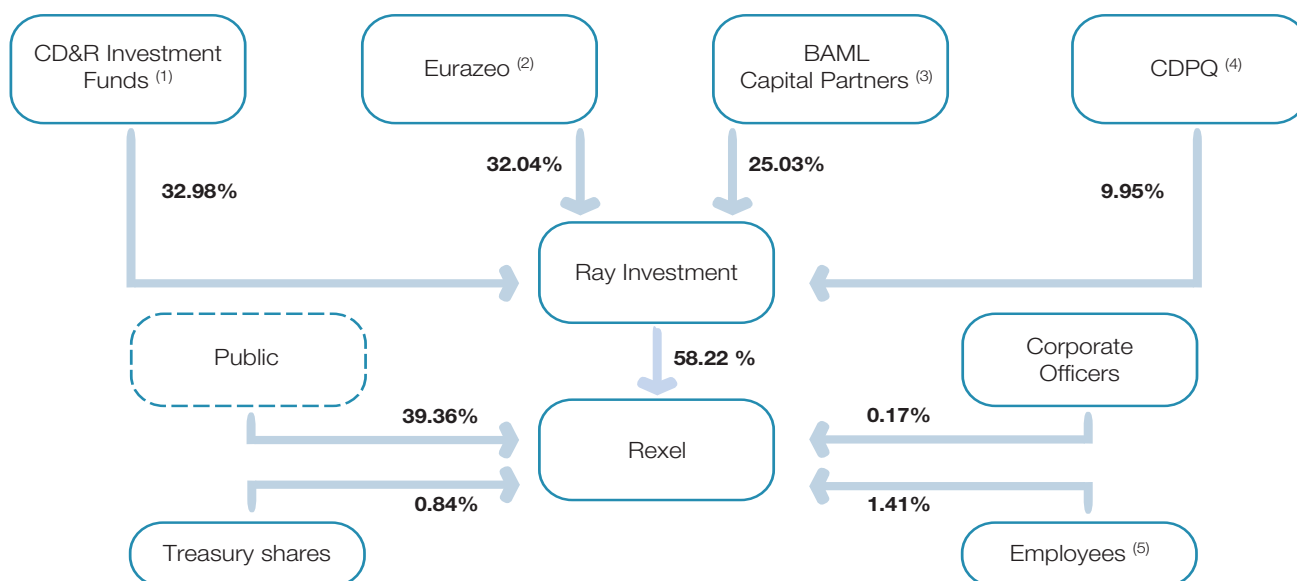 CD&R Investment
Funds (1)
Eurazeo (2)
BAML
Capital Partners (3)
CDPQ (4)
32.98%
32.04%
25.03%
9.95%
Ray Investment
58.22 %
Public
Corporate
Officers
39.36%
0.17%
Rexel
0.84%
1.41%
Treasury shares
Employees (5)